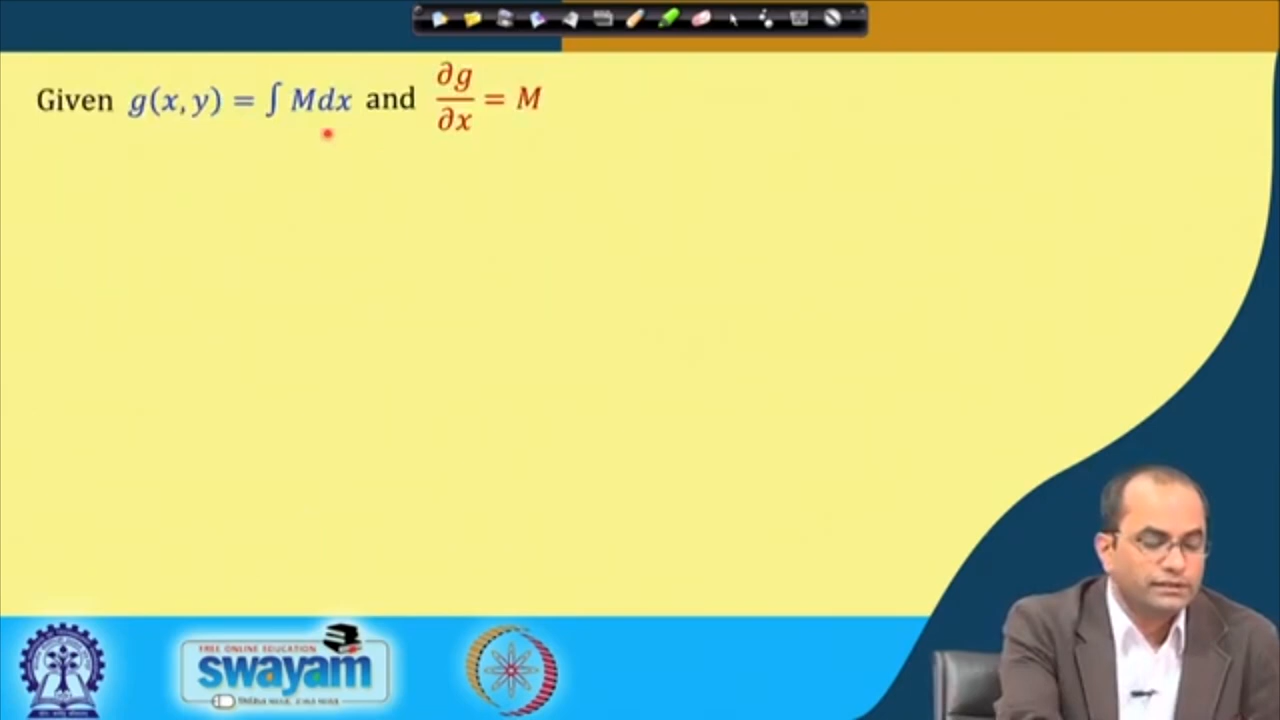 Given g(x, y) = ∫ Mdx and ∂g/∂x = M
FREE ONLINE EDUCATION
swayam